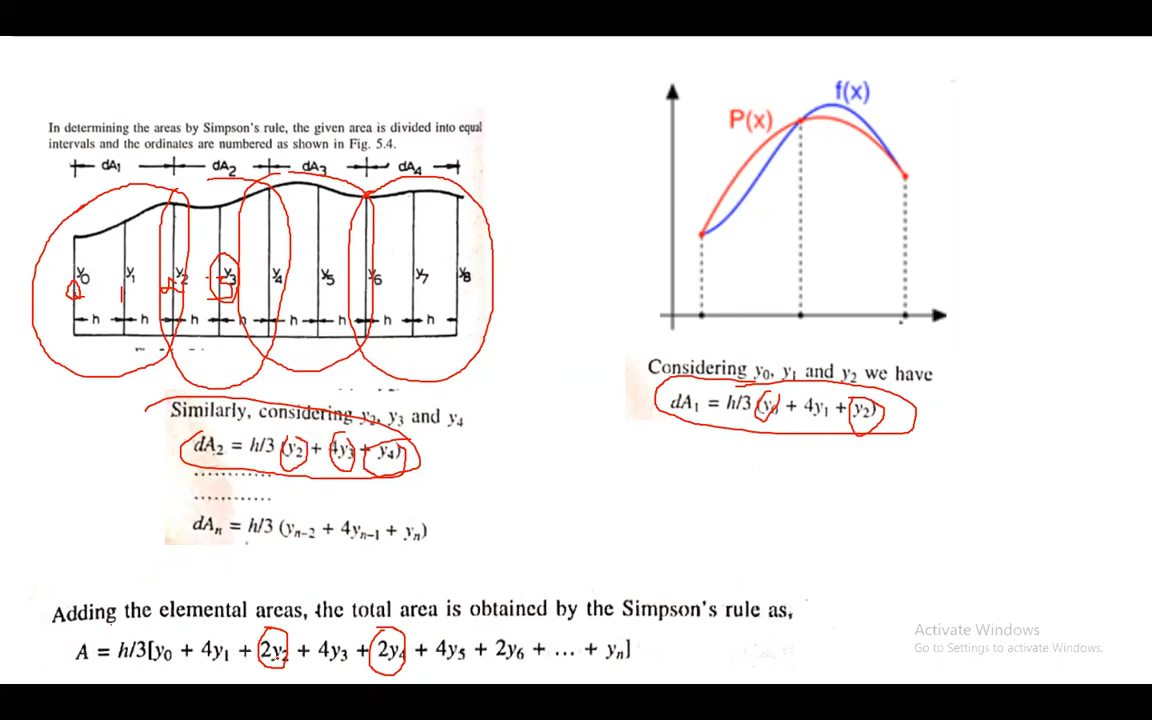 In determining the areas by Simpson's rule, the given area is divided into equal
intervals and the ordinates are numbered as shown in Fig. 5.4.
dA₁ dA₂ dA₃ dA₄
y₀ y₁ y₂ y₃ y₄ y₅ y₆ y₇ y₈
0 1 2
h h h h h h h h
Similarly, considering y₂, y₃ and y₄
dA₂ = h/3 (y₂ + 4y₃ + y₄)
............
............
dAₙ = h/3 (yₙ₋₂ + 4yₙ₋₁ + yₙ)
f(x)
P(x)
Considering y₀, y₁ and y₂ we have
dA₁ = h/3 (y₀ + 4y₁ + y₂)
Adding the elemental areas, the total area is obtained by the Simpson's rule as,
A = h/3[y₀ + 4y₁ + 2y₂ + 4y₃ + 2y₄ + 4y₅ + 2y₆ + ... + yₙ]
Activate Windows
Go to Settings to activate Windows.